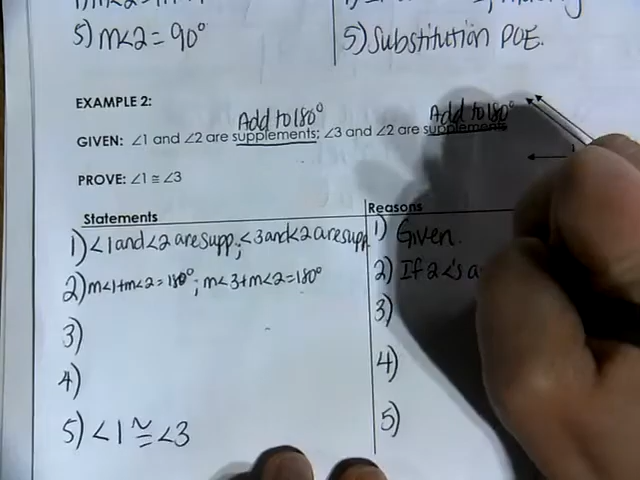 5) m<2 = 90°
5) Substitution POE.
EXAMPLE 2:
Add to 180° Add to 180°
GIVEN: ∠1 and ∠2 are supplements; ∠3 and ∠2 are supplements
PROVE: ∠1 ≅ ∠3
Statements Reasons
1) <1 and <2 are supp; <3 and <2 are supp. 1) Given.
2) m<1+m<2=180°; m<3+m<2=180° 2) If 2 <'s a
3) 3)
4) 4)
5) <1 ≅ <3 5)